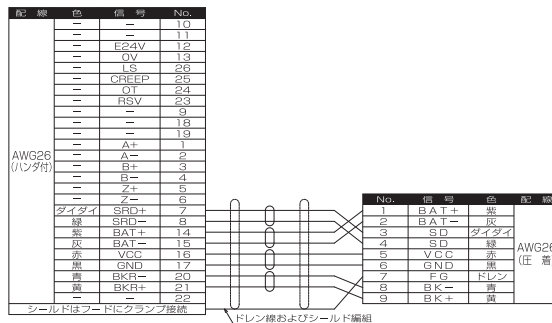 配線 色 信号 No.
— — 10
— — 11
— E24V 12
— OV 13
— LS 26
— CREEP 25
— OT 24
— RSV 23
— — 9
— — 18
— — 19
— A+ 1
— A− 2
— B+ 3
— B− 4
— Z+ 5
— Z− 6
AWG26
(ハンダ付)
ダイダイ SRD+ 7
緑 SRD− 8
紫 BAT+ 14
灰 BAT− 15
赤 VCC 16
黒 GND 17
青 BKR− 20
黄 BKR+ 21
— — 22
シールドはフードにクランプ接続
No. 信号 色 配線
1 BAT+ 紫
2 BAT− 灰
3 SD ダイダイ
4 SD 緑
5 VCC 赤
6 GND 黒
7 FG ドレン
8 BK− 青
9 BK+ 黄
AWG26
(圧着
ドレン線およびシールド編組